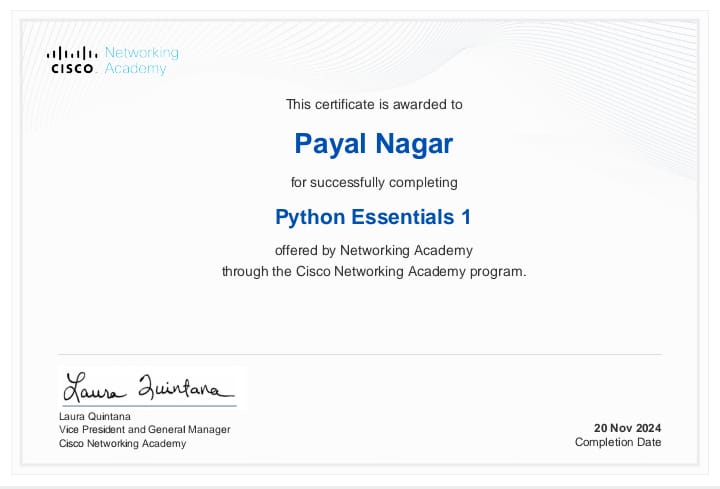 Networking
CISCO. Academy
This certificate is awarded to
Payal Nagar
for successfully completing
Python Essentials 1
offered by Networking Academy
through the Cisco Networking Academy program.
Laura Quintana
Laura Quintana
Vice President and General Manager
Cisco Networking Academy
20 Nov 2024
Completion Date